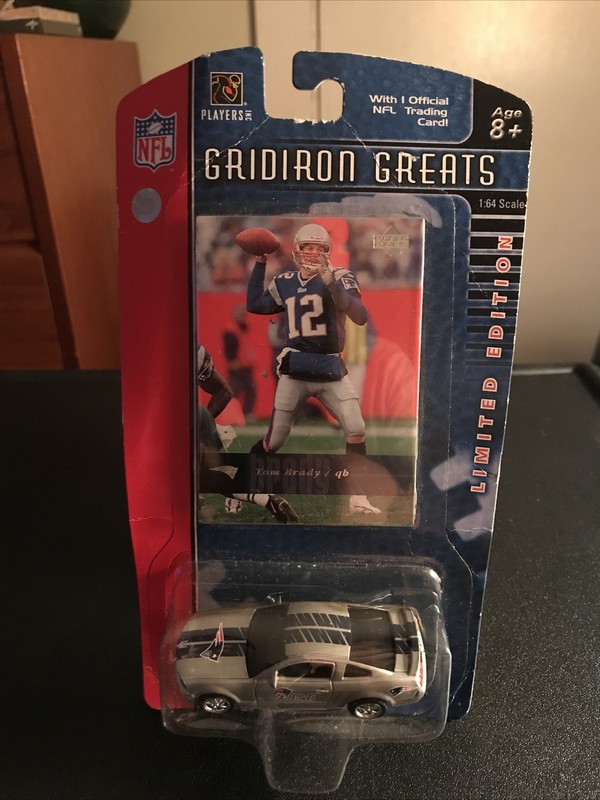 PLAYERS INC
With 1 Official
NFL Trading
Card!
Age
8+
NFL
GRIDIRON GREATS
1:64 Scale
LIMITED EDITION
12
Tom Brady / qb